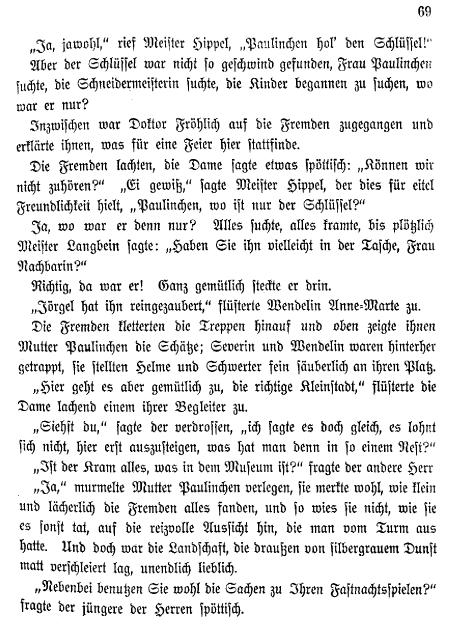 69
„Ja, jawohl,“ rief Meister Hippel, „Paulinchen hol' den Schlüssel!“
Aber der Schlüssel war nicht so geschwind gefunden, Frau Paulinchen
suchte, die Schneidermeisterin suchte, die Kinder begannen zu suchen, wo
war er nur?
Inzwischen war Doktor Fröhlich auf die Fremden zugegangen und
erklärte ihnen, was für eine Feier hier stattfinde.
Die Fremden lachten, die Dame sagte etwas spöttisch: „Können wir
nicht zuhören?“ „Ei gewiß,“ sagte Meister Hippel, der dies für eitel
Freundlichkeit hielt, „Paulinchen, wo ist nur der Schlüssel?“
Ja, wo war er denn nur? Alles suchte, alles kramte, bis plötzlich
Meister Langbein sagte: „Haben Sie ihn vielleicht in der Tasche, Frau
Nachbarin?“
Richtig, da war er! Ganz gemütlich steckte er drin.
„Jörgel hat ihn reingezaubert,“ flüsterte Wendelin Anne-Marte zu.
Die Fremden kletterten die Treppen hinauf und oben zeigte ihnen
Mutter Paulinchen die Schätze; Severin und Wendelin waren hinterher
getrappt, sie stellten Helme und Schwerter fein säuberlich an ihren Platz.
„Hier geht es aber gemütlich zu, die richtige Kleinstadt,“ flüsterte die
Dame lachend einem ihrer Begleiter zu.
„Siehst du,“ sagte der verdrossen, „ich sagte es doch gleich, es lohnt
sich nicht, hier erst auszusteigen, was hat man denn in so einem Nest?“
„Ist der Kram alles, was in dem Museum ist?“ fragte der andere Herr
„Ja,“ murmelte Mutter Paulinchen verlegen, sie merkte wohl, wie klein
und lächerlich die Fremden alles fanden, und so wies sie nicht, wie sie
es sonst tat, auf die reizvolle Aussicht hin, die man vom Turm aus
hatte. Und doch war die Landschaft, die draußen von silbergrauem Dunst
matt verschleiert lag, unendlich lieblich.
„Nebenbei benutzen Sie wohl die Sachen zu Ihren Fastnachtsspielen?“
fragte der jüngere der Herren spöttisch.